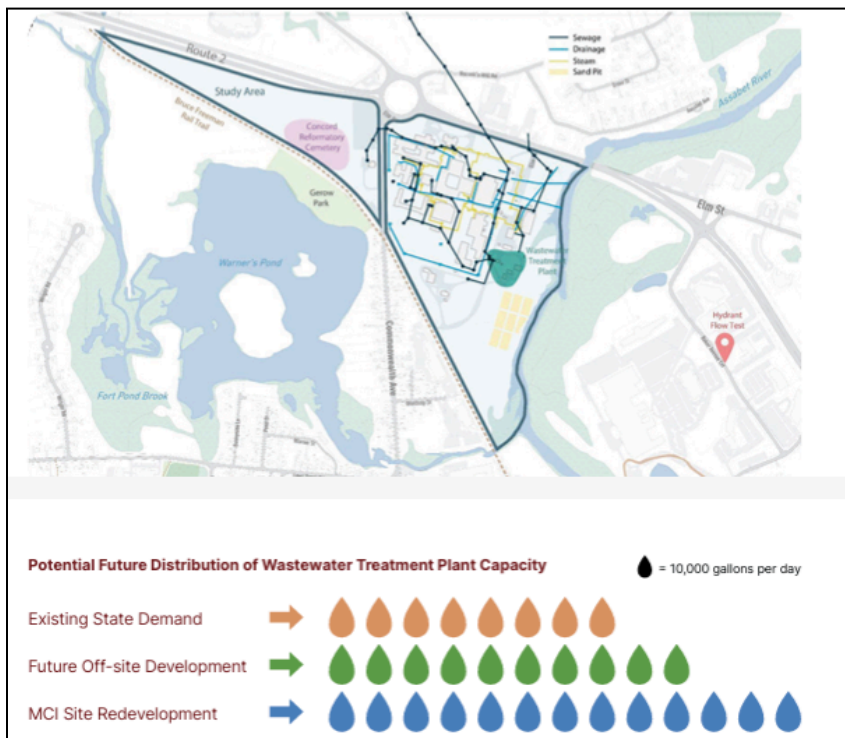 Route 2
Study Area
Bruce Freeman
Rail Trail
Concord
Reformatory
Cemetery
Gerow
Park
Warner's Pond
Fort Pond Brook
Commonwealth Ave
Sewage
Drainage
Steam
Sand Pit
Assabet River
Elm St
Wastewater
Treatment
Plant
Hydrant
Flow Test
Potential Future Distribution of Wastewater Treatment Plant Capacity
= 10,000 gallons per day
Existing State Demand
Future Off-site Development
MCI Site Redevelopment